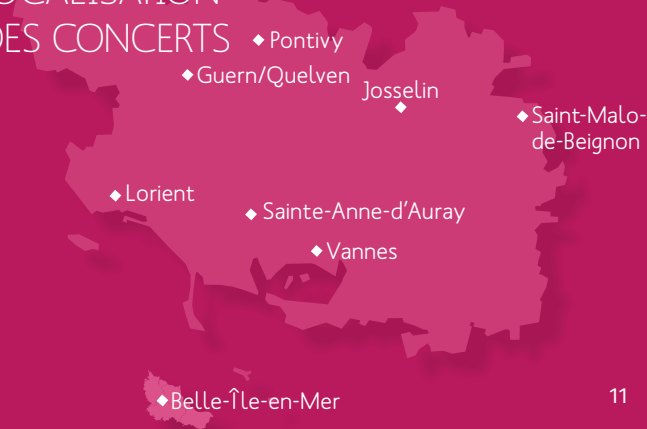 LOCALISATION
DES CONCERTS
Pontivy
Guern/Quelven
Josselin
Saint-Malo-
de-Beignon
Lorient
Sainte-Anne-d'Auray
Vannes
Belle-Île-en-Mer
11